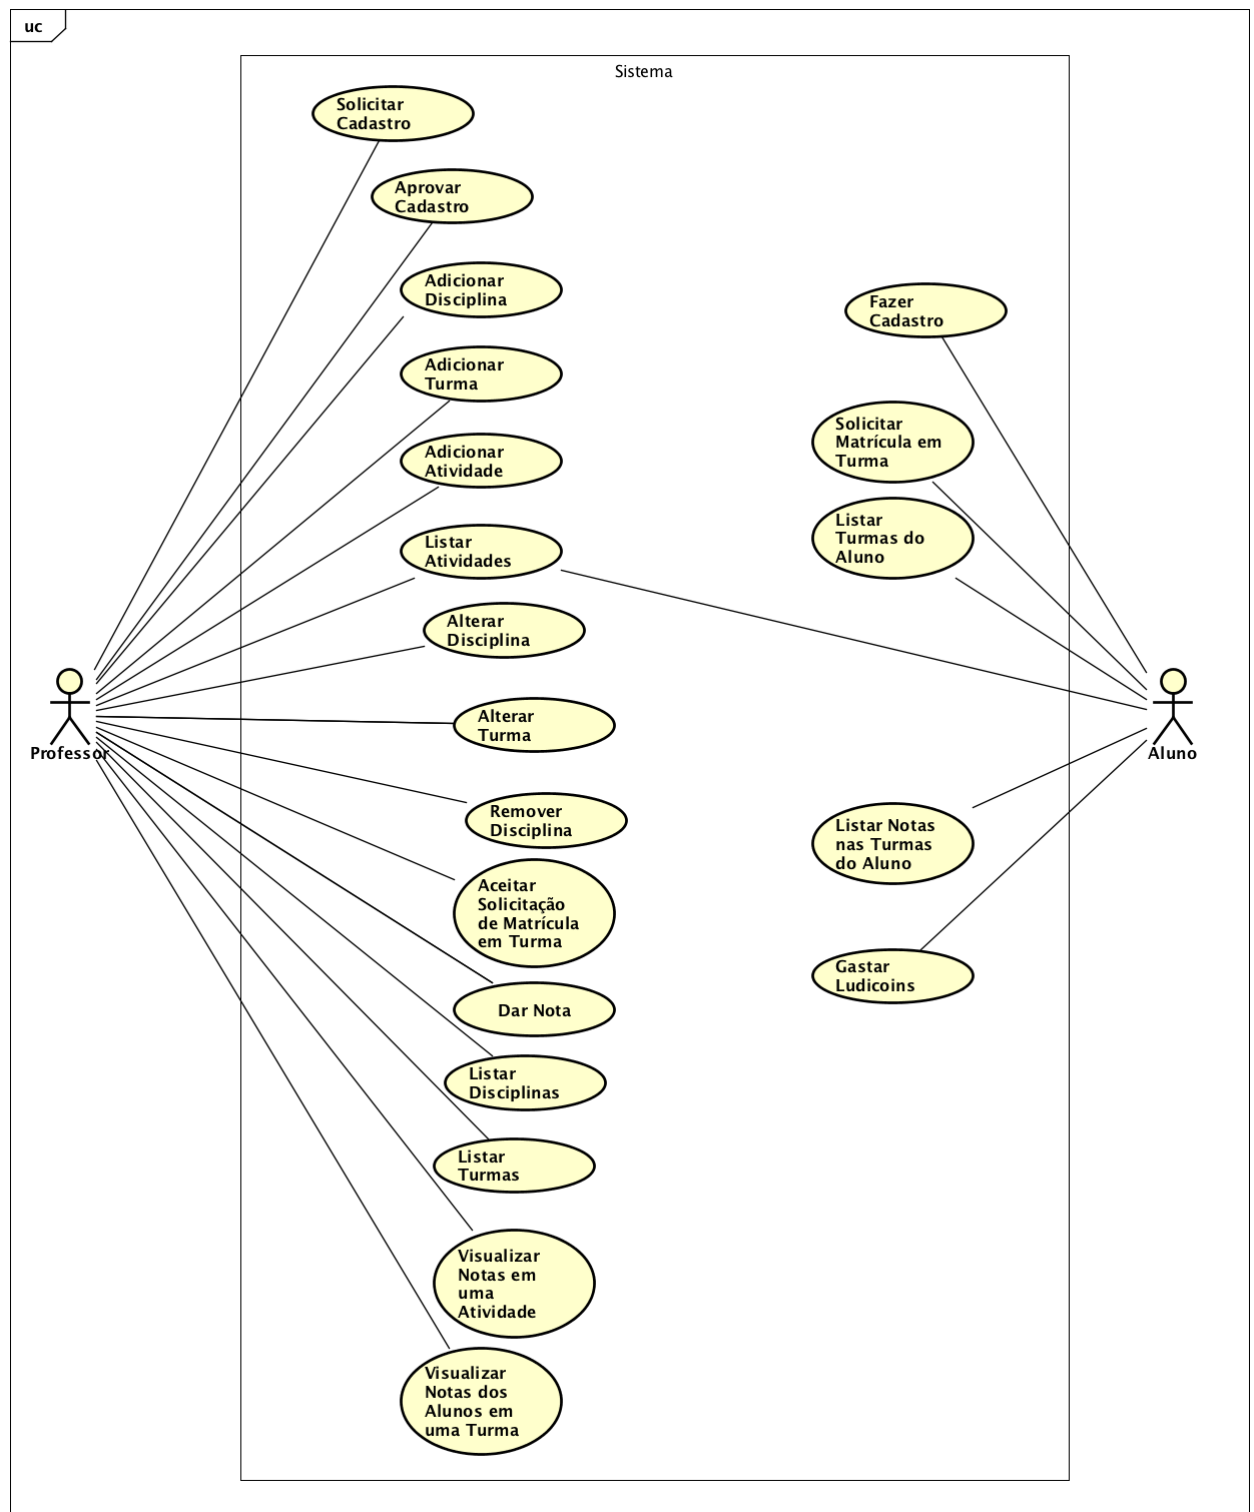 uc
Sistema
Solicitar
Cadastro
Aprovar
Cadastro
Adicionar
Disciplina
Adicionar
Turma
Adicionar
Atividade
Listar
Atividades
Alterar
Disciplina
Alterar
Turma
Remover
Disciplina
Aceitar
Solicitação
de Matrícula
em Turma
Dar Nota
Listar
Disciplinas
Listar
Turmas
Visualizar
Notas em
uma
Atividade
Visualizar
Notas dos
Alunos em
uma Turma
Professor
Fazer
Cadastro
Solicitar
Matrícula em
Turma
Listar
Turmas do
Aluno
Listar Notas
nas Turmas
do Aluno
Gastar
Ludicoins
Aluno